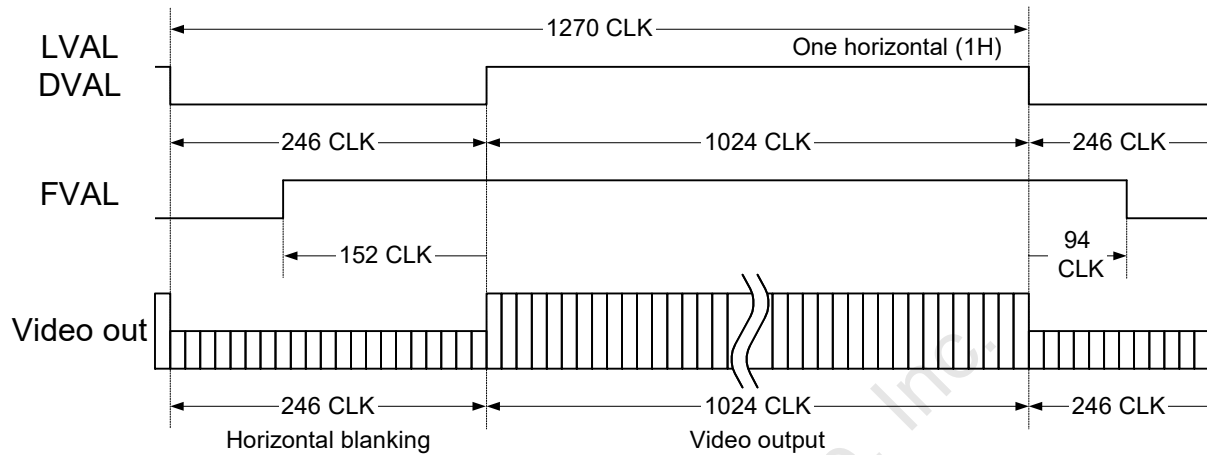 1270 CLK
LVAL
DVAL
One horizontal (1H)
246 CLK
1024 CLK
246 CLK
FVAL
152 CLK
94
CLK
Video out
246 CLK
1024 CLK
246 CLK
Horizontal blanking
Video output
Inc.